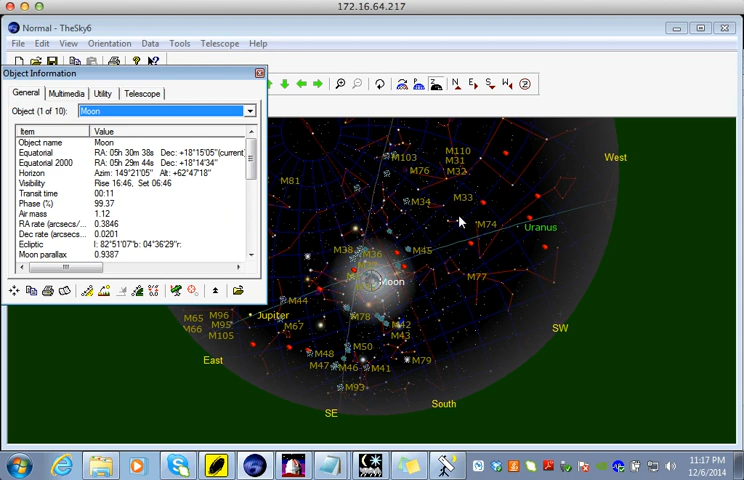 172.16.64.217
Normal - TheSky6
File Edit View Orientation Data Tools Telescope Help
Object Information
General Multimedia Utility Telescope
Object (1 of 10): Moon
Item Value
Object name Moon
Equatorial RA: 05h 30m 38s Dec: +18°15'05"(current)
Equatorial 2000 RA: 05h 29m 44s Dec: +18°14'34"
Horizon Azim: 149°21'05" Alt: +62°47'18"
Visibility Rise 16:46, Set 06:46
Transit time 00:11
Phase (%) 99.37
Air mass 1.12
RA rate (arcsecs/ 0.3846
Dec rate (arcsecs/ 0.0201
Ecliptic l: 82°51'07"b: 04°36'29"r:
Moon parallax 0.9387
N E S W Z
M103
M110
M31
M32
M76
West
M81
M34
M33
M74
Uranus
M38
M36
M45
Moon
M77
M44
Jupiter
M78
M65
M96
M66
M95
M67
M42
M105
M43
SW
East
M48
M50
M79
M47
M46
M41
M93
South
SE
11:17 PM
12/6/2014